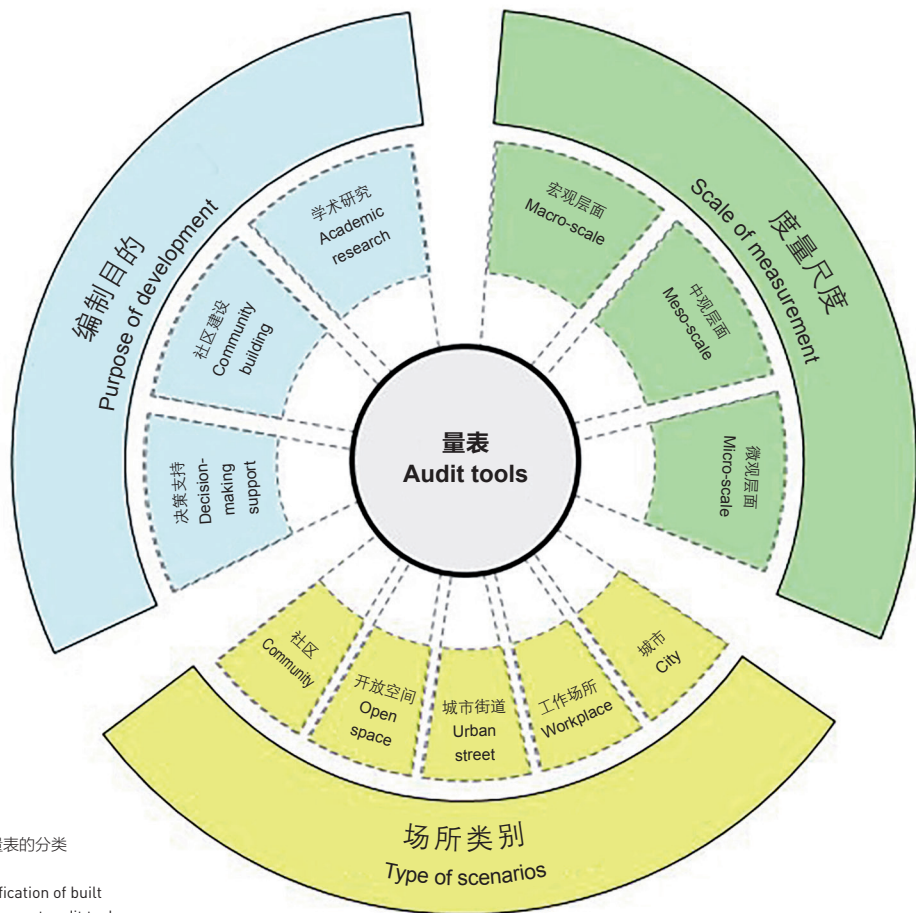 编制目的
Purpose of development
学术研究
Academic
research
社区建设
Community
building
决策支持
Decision-
making
support
度量尺度
Scale of measurement
宏观层面
Macro-scale
中观层面
Meso-scale
微观层面
Micro-scale
量表
Audit tools
社区
Community
开放空间
Open
space
城市街道
Urban
street
工作场所
Workplace
城市
City
场所类别
Type of scenarios
量表的分类
fication of built